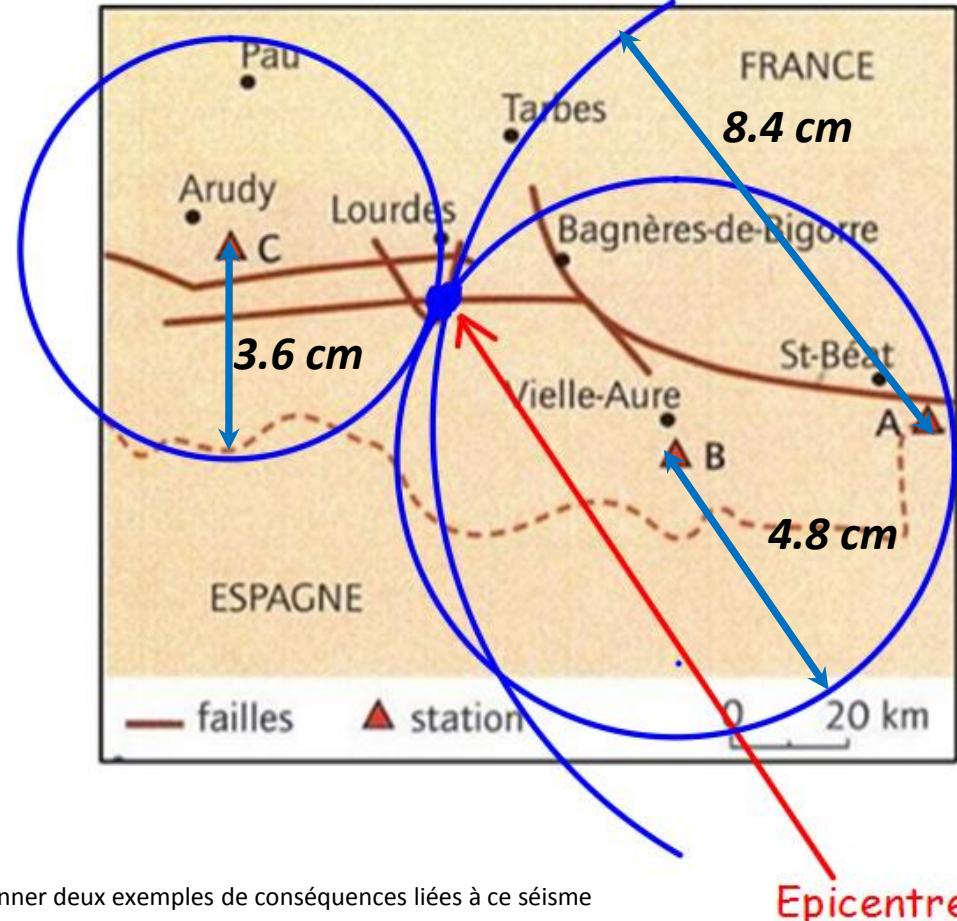 Pau
FRANCE
Tarbes
8.4 cm
Arudy
Lourdes
Bagnères-de-Bigorre
C
3.6 cm
St-Béat
Vielle-Aure
A
B
4.8 cm
ESPAGNE
failles
station
0 20 km
nner deux exemples de conséquences liées à ce séisme
Epicentre